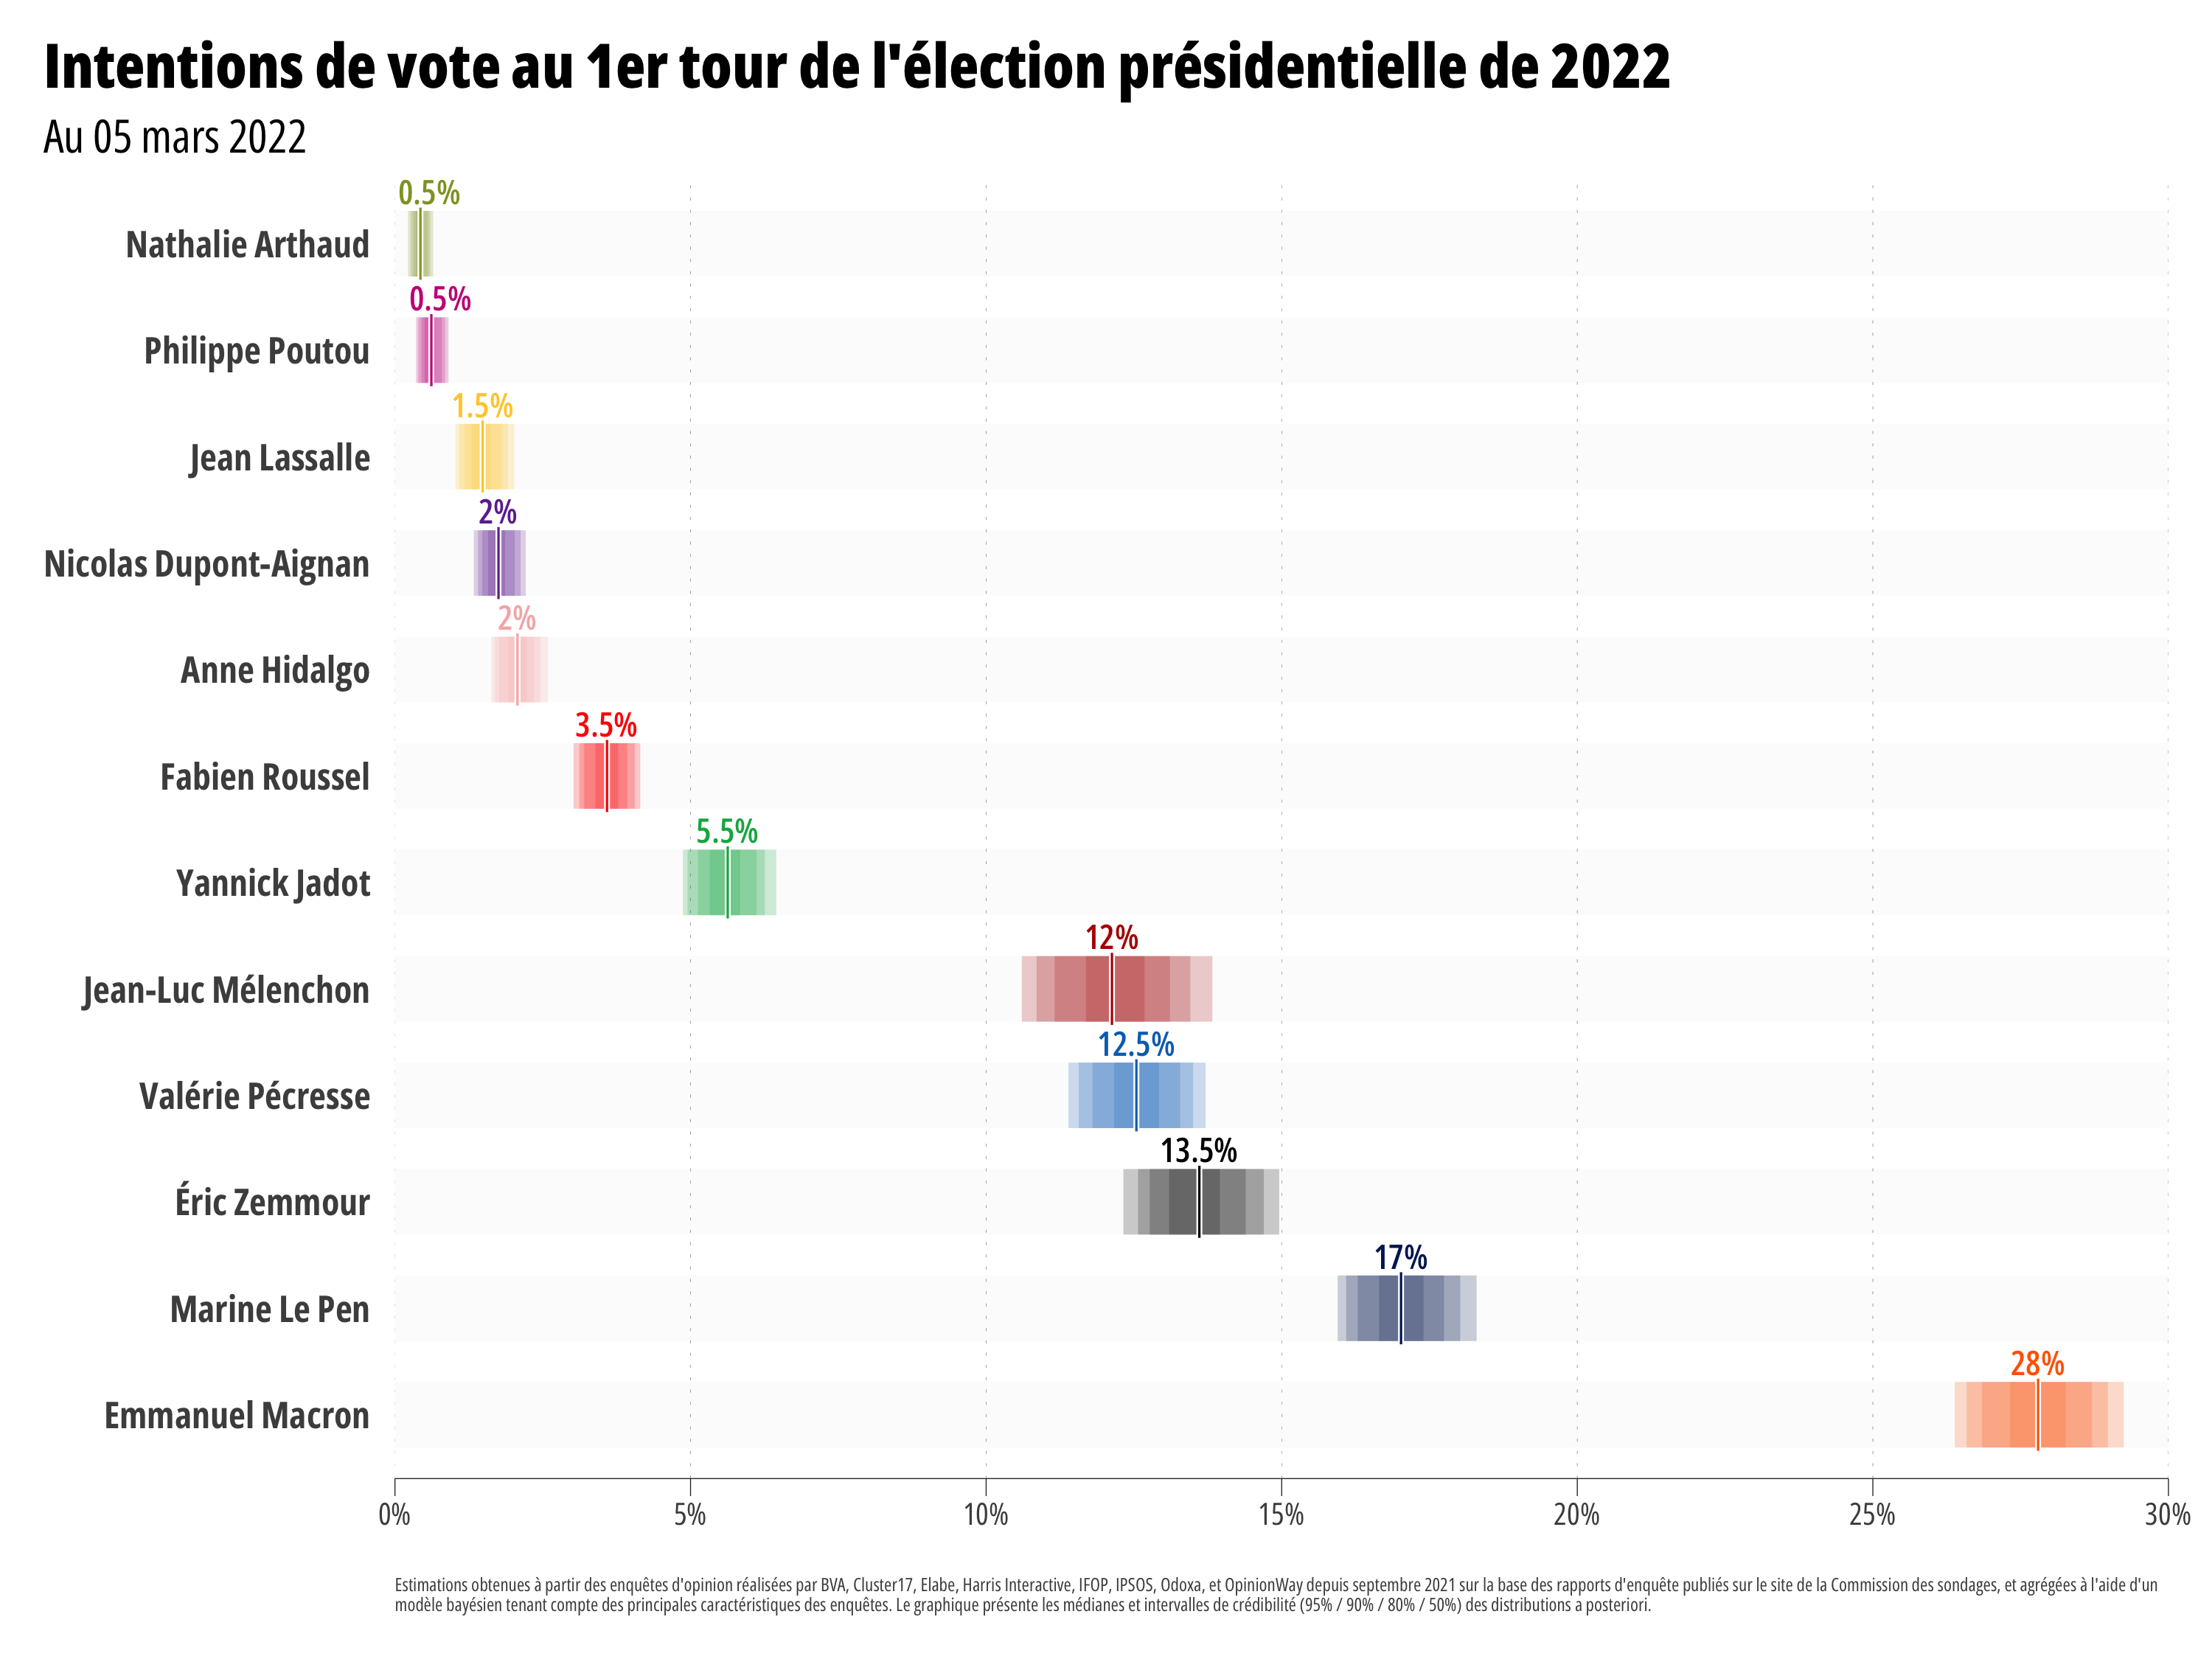 Intentions de vote au 1er tour de l'élection présidentielle de 2022
Au 05 mars 2022
0.5%
Nathalie Arthaud
0.5%
Philippe Poutou
1.5%
Jean Lassalle
2%
Nicolas Dupont-Aignan
2%
Anne Hidalgo
3.5%
Fabien Roussel
5.5%
Yannick Jadot
12%
Jean-Luc Mélenchon
12.5%
Valérie Pécresse
13.5%
Éric Zemmour
17%
Marine Le Pen
28%
Emmanuel Macron
0% 5% 10% 15% 20% 25% 30%
Estimations obtenues à partir des enquêtes d'opinion réalisées par BVA, Cluster17, Elabe, Harris Interactive, IFOP, IPSOS, Odoxa, et OpinionWay depuis septembre 2021 sur la base des rapports d'enquête publiés sur le site de la Commission des sondages, et agrégées à l'aide d'un
modèle bayésien tenant compte des principales caractéristiques des enquêtes. Le graphique présente les médianes et intervalles de crédibilité (95% / 90% / 80% / 50%) des distributions a posteriori.